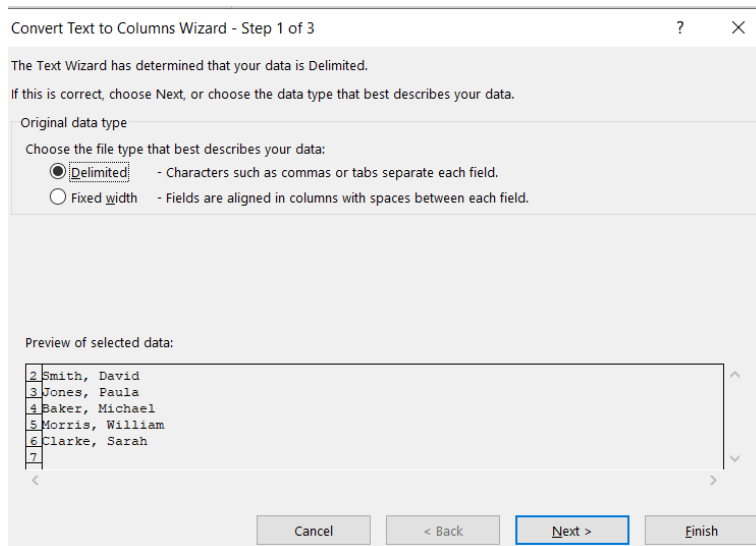 Convert Text to Columns Wizard - Step 1 of 3 ?
The Text Wizard has determined that your data is Delimited.
If this is correct, choose Next, or choose the data type that best describes your data.
Original data type
Choose the file type that best describes your data:
Delimited - Characters such as commas or tabs separate each field.
Fixed width - Fields are aligned in columns with spaces between each field.
Preview of selected data:
2 Smith, David
3 Jones, Paula
4 Baker, Michael
5 Morris, William
6 Clarke, Sarah
7
Cancel < Back Next > Finish